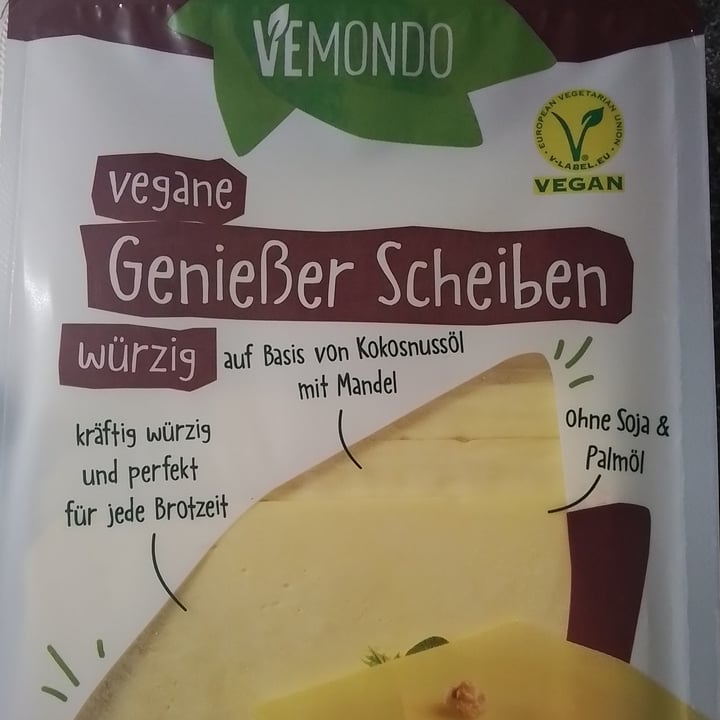 VEMONDO
EUROPEAN VEGETARIAN UNION
V-LABEL.EU
VEGAN
vegane
Genießer Scheiben
würzig
auf Basis von Kokosnussöl
mit Mandel
kräftig würzig
und perfekt
für jede Brotzeit
ohne Soja &
Palmöl